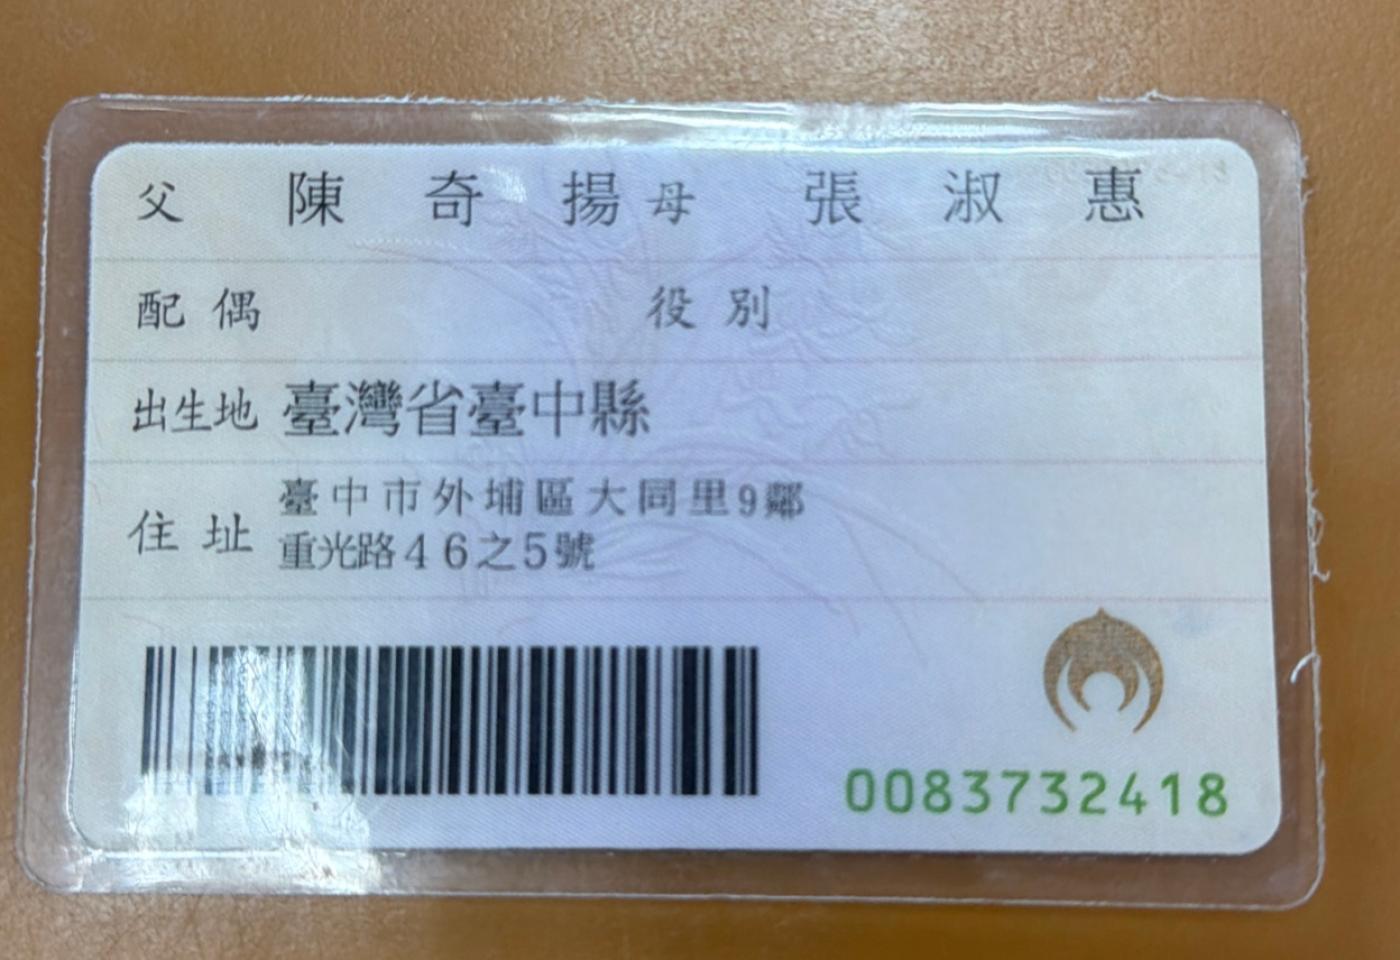 父 陳奇揚 母 張淑惠
配偶 役別
出生地 臺灣省臺中縣
住址 臺中市外埔區大同里9鄰
重光路46之5號
0083732418